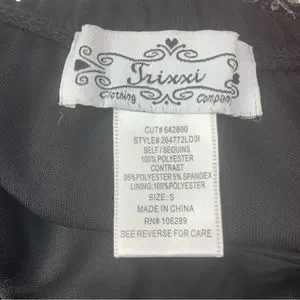 Trixxi
Clothing Company
CUT# 642800
STYLE# 264772LD3I
SELF / SEQUINS
100% POLYESTER
CONTRAST
95%POLYESTER 5% SPANDEX
LINING: 100% POLYESTER
SIZE: S
MADE IN CHINA
RN# 106289
SEE REVERSE FOR CARE